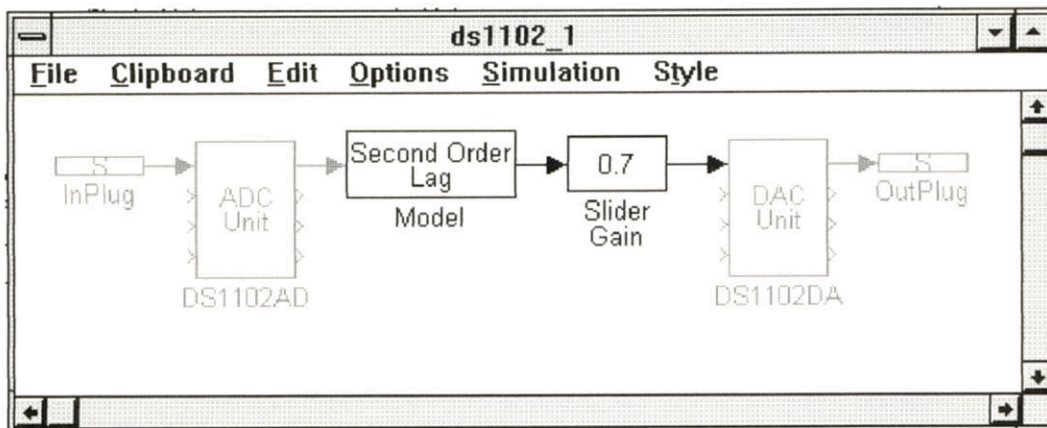 ds1102_1
File Clipboard Edit Options Simulation Style
S
InPlug
ADC
Unit
DS1102AD
Second Order
Lag
Model
0.7
Slider
Gain
DAC
Unit
DS1102DA
S
OutPlug